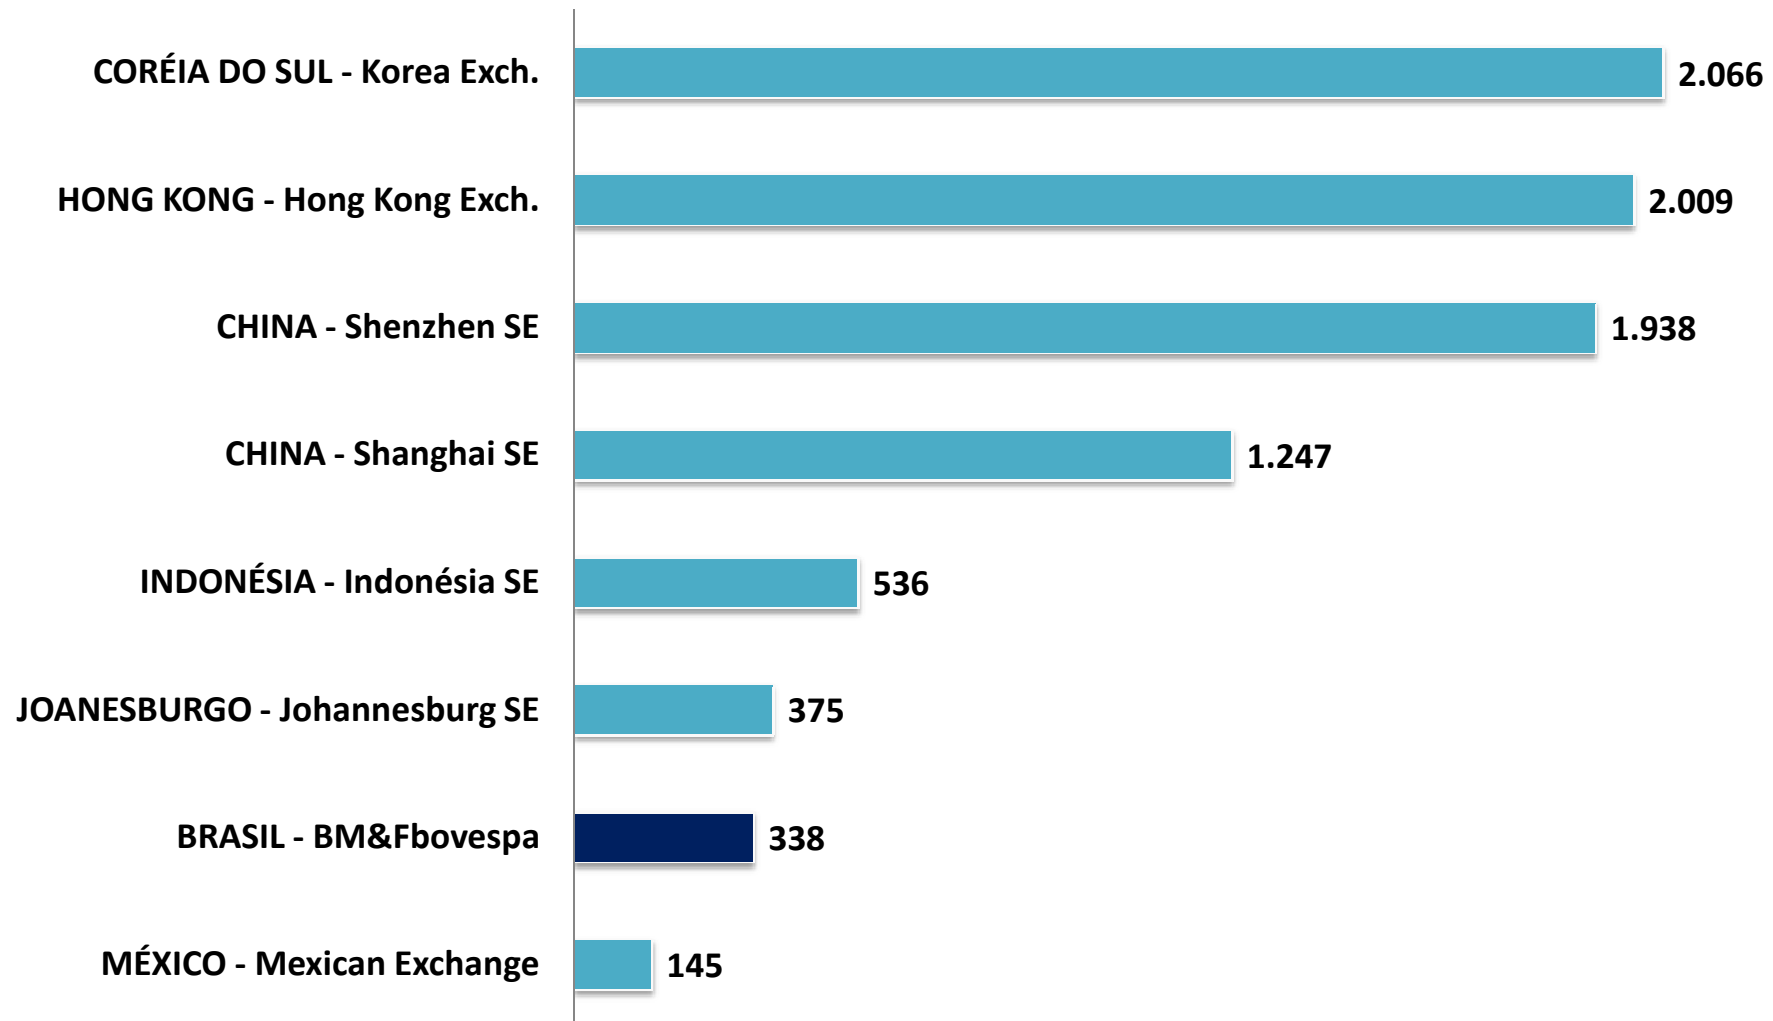 CORÉIA DO SUL - Korea Exch. 2.066
HONG KONG - Hong Kong Exch. 2.009
CHINA - Shenzhen SE 1.938
CHINA - Shanghai SE 1.247
INDONÉSIA - Indonésia SE 536
JOANESBURGO - Johannesburg SE 375
BRASIL - BM&Fbovespa 338
MÉXICO - Mexican Exchange 145